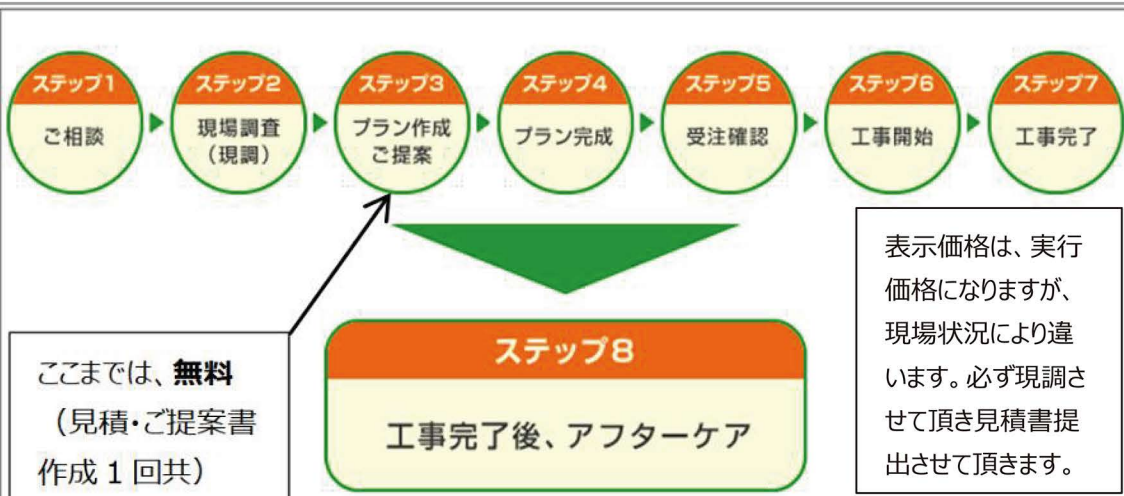 ステップ1
ご相談
ステップ2
現場調査
(現調)
ステップ3
プラン作成
ご提案
ステップ4
プラン完成
ステップ5
受注確認
ステップ6
工事開始
ステップ7
工事完了
ここまでは、無料
(見積・ご提案書
作成1回共)
ステップ8
工事完了後、アフターケア
表示価格は、実行
価格になりますが、
現場状況により違
います。必ず現調さ
せて頂き見積書提
出させて頂きます。